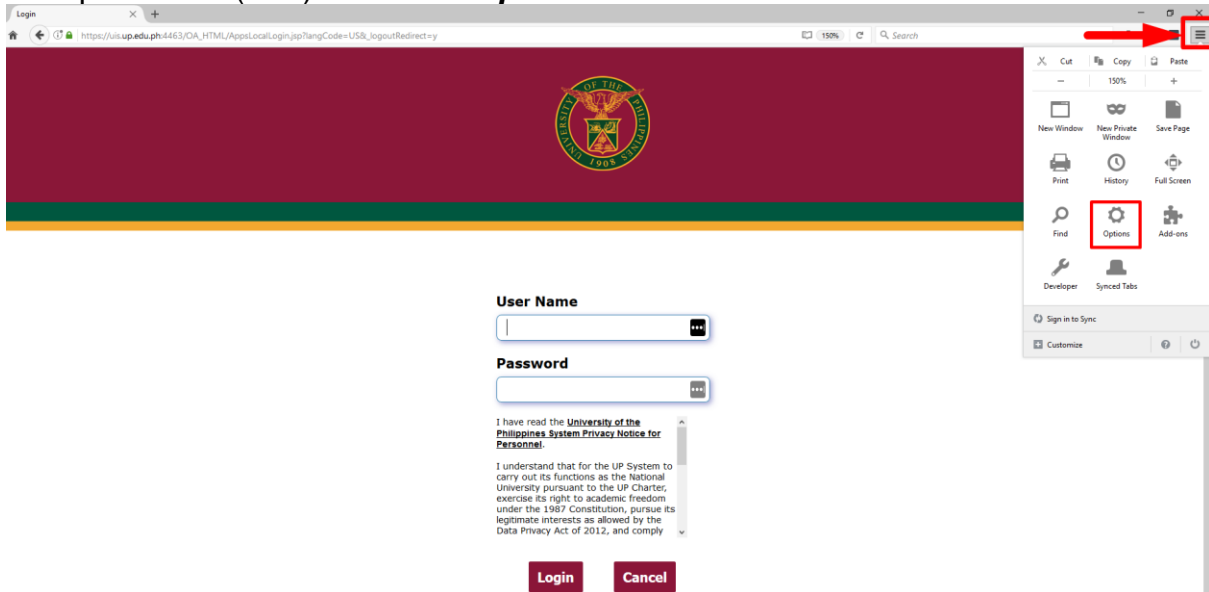 Login
https://uis.up.edu.ph:4463/OA_HTML/AppsLocalLogin.jsp?langCode=US&_logoutRedirect=y
150%
Search
Cut
Copy
Paste
150%
New Window
New Private Window
Save Page
Print
History
Full Screen
Find
Options
Add-ons
Developer
Synced Tabs
Sign in to Sync
Customize
UNIVERSITY OF THE PHILIPPINES
1908
User Name
Password
I have read the University of the
Philippines System Privacy Notice for
Personnel.
I understand that for the UP System to
carry out its functions as the National
University pursuant to the UP Charter,
exercise its right to academic freedom
under the 1987 Constitution, pursue its
legitimate interests as allowed by the
Data Privacy Act of 2012, and comply
Login
Cancel